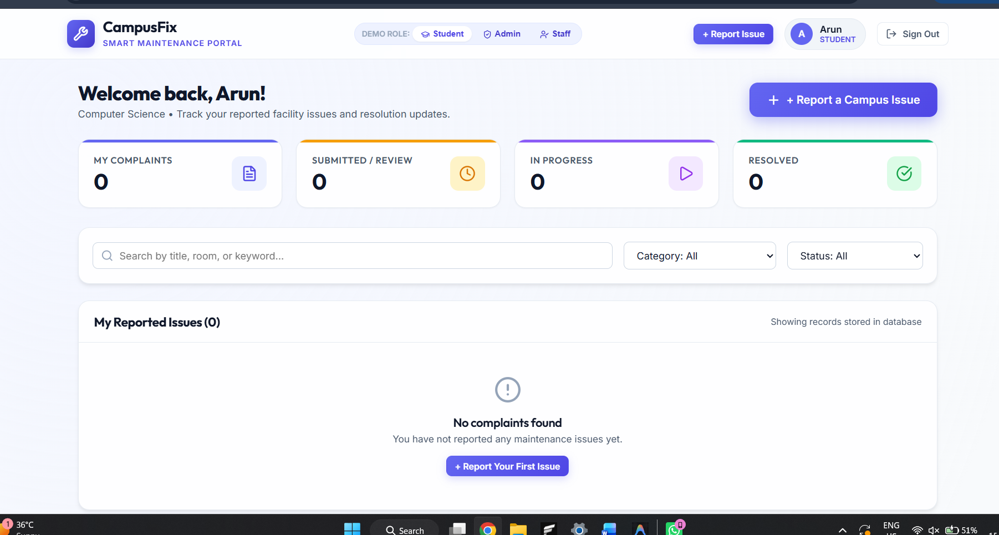 CampusFix
SMART MAINTENANCE PORTAL
DEMO ROLE: Student Admin Staff
+ Report Issue
A
Arun
STUDENT
Sign Out
Welcome back, Arun!
Computer Science • Track your reported facility issues and resolution updates.
+ + Report a Campus Issue
MY COMPLAINTS
0
SUBMITTED / REVIEW
0
IN PROGRESS
0
RESOLVED
0
Search by title, room, or keyword...
Category: All
Status: All
My Reported Issues (0)
Showing records stored in database
No complaints found
You have not reported any maintenance issues yet.
+ Report Your First Issue
1
36°C
Sunny
Search
W
ENG
US
51%